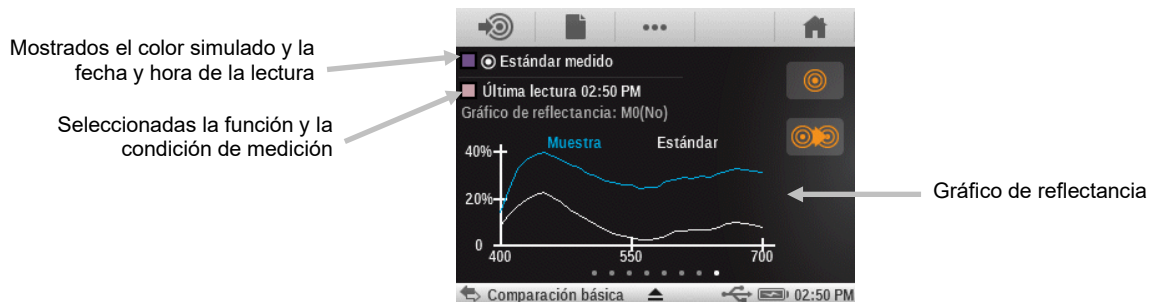 Mostrados el color simulado y la
fecha y hora de la lectura
Seleccionadas la función y la
condición de medición
Estándar medido
Última lectura 02:50 PM
Gráfico de reflectancia: M0(No)
Muestra Estándar
40%
20%
0
400 550 700
Comparación básica 02:50 PM
Gráfico de reflectancia